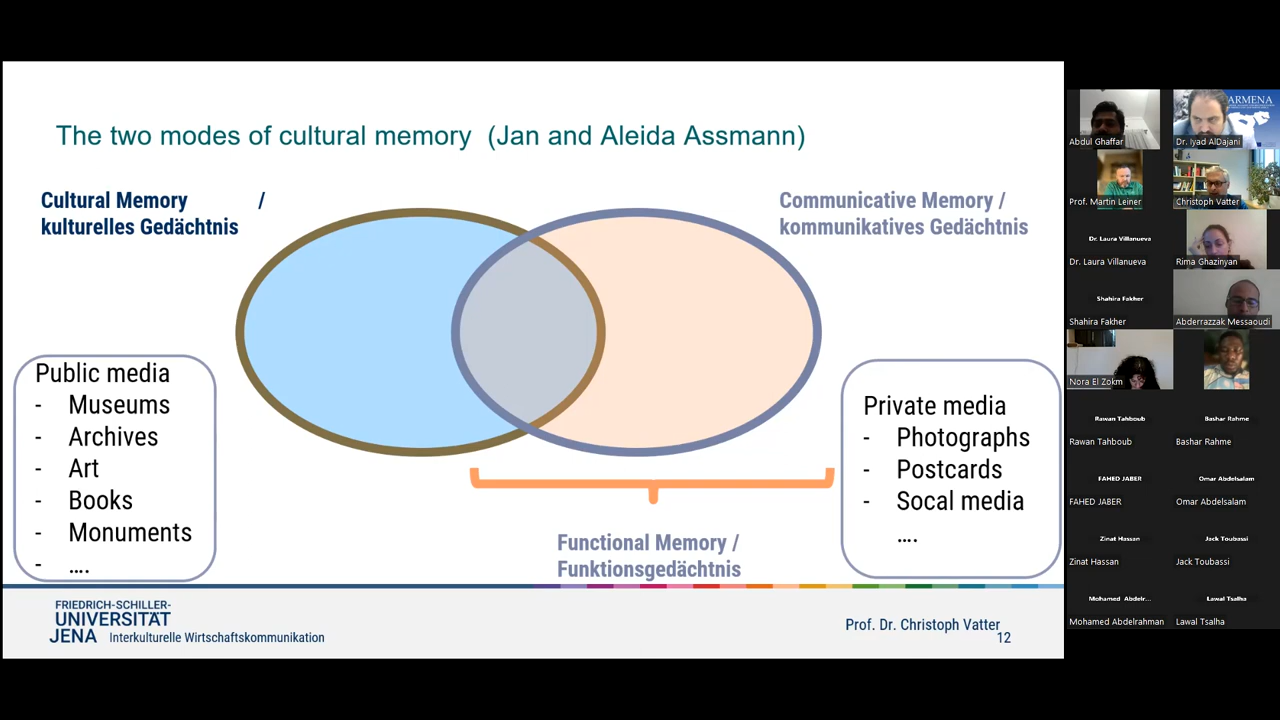 The two modes of cultural memory (Jan and Aleida Assmann)
Cultural Memory /
kulturelles Gedächtnis
Communicative Memory /
kommunikatives Gedächtnis
Public media
- Museums
- Archives
- Art
- Books
- Monuments
- ....
Private media
- Photographs
- Postcards
- Socal media
....
Functional Memory /
Funktionsgedächtnis
FRIEDRICH-SCHILLER-
UNIVERSITÄT
JENA Interkulturelle Wirtschaftskommunikation
Prof. Dr. Christoph Vatter
12
Abdul Ghaffar
ARMENA
Dr. Iyad AlDajani
Prof. Martin Leiner
Christoph Vatter
Dr. Laura Villanueva
Dr. Laura Villanueva
Rima Ghazinyan
Shahira Fakher
Shahira Fakher
Abderrazzak Messaoudi
Nora El Zokm
Rawan Tahboub
Rawan Tahboub
Bashar Rahme
Bashar Rahme
FAHED JABER
FAHED JABER
Omar Abdelsalam
Omar Abdelsalam
Zinat Hassan
Zinat Hassan
Jack Toubassi
Jack Toubassi
Mohamed Abdelr...
Mohamed Abdelrahman
Lawal Tsalha
Lawal Tsalha